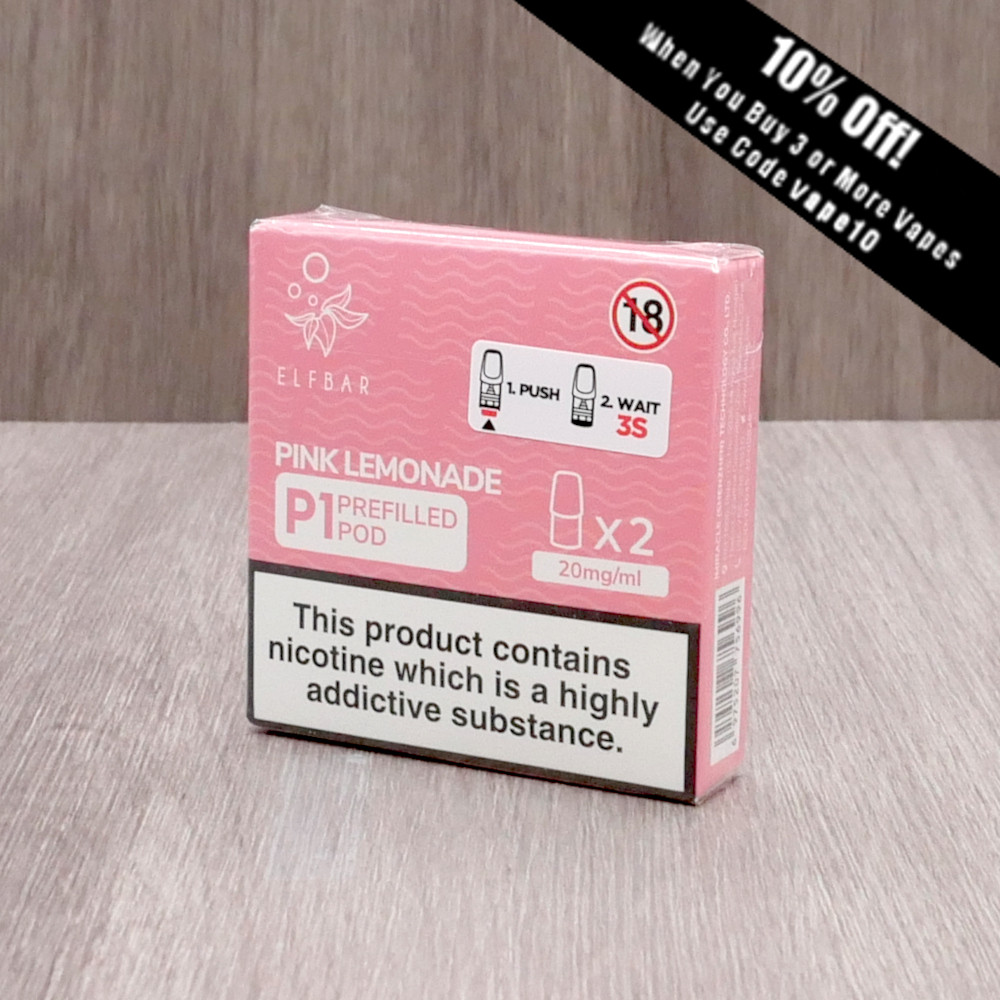 10% Off!
When You Buy 3 or More Vapes
Use Code vape10
ELFBAR
18
1. PUSH
2. WAIT
3S
PINK LEMONADE
P1 PREFILLED
POD
X2
20mg/ml
This product contains
nicotine which is a highly
addictive substance.